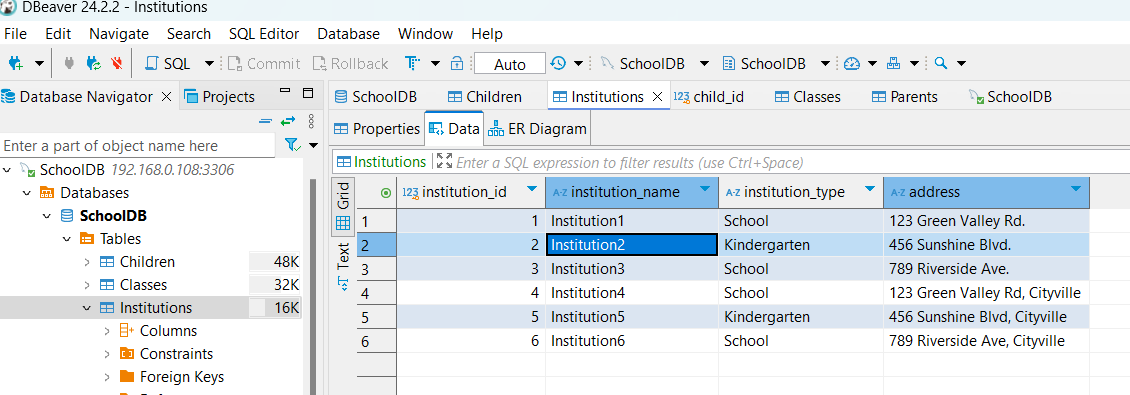 DBeaver 24.2.2 - Institutions
File Edit Navigate Search SQL Editor Database Window Help
SQL Commit Rollback Auto SchoolDB SchoolDB
Database Navigator Projects
Enter a part of object name here
SchoolDB 192.168.0.108:3306
Databases
SchoolDB
Tables
Children 48K
Classes 32K
Institutions 16K
Columns
Constraints
Foreign Keys
SchoolDB Children Institutions 123 child_id Classes Parents SchoolDB
Properties Data ER Diagram
Institutions Enter a SQL expression to filter results (use Ctrl+Space)
Grid
Text
123 institution_id A-Z institution_name A-Z institution_type A-Z address
1 1 Institution1 School 123 Green Valley Rd.
2 2 Institution2 Kindergarten 456 Sunshine Blvd.
3 3 Institution3 School 789 Riverside Ave.
4 4 Institution4 School 123 Green Valley Rd, Cityville
5 5 Institution5 Kindergarten 456 Sunshine Blvd, Cityville
6 6 Institution6 School 789 Riverside Ave, Cityville